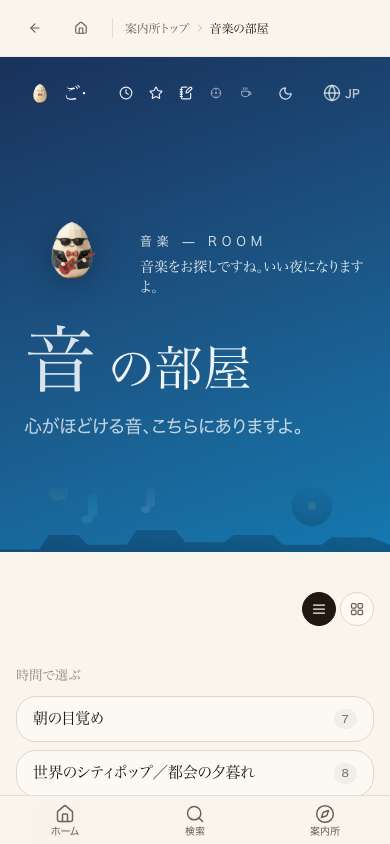 案内所トップ 音楽の部屋
ご・
JP
音楽 — ROOM
音楽をお探しですね。いい夜になります
よ。
音の部屋
心がほどける音、こちらにありますよ。
時間で選ぶ
朝の目覚め 7
世界のシティポップ／都会の夕暮れ 8
ホーム 検索 案内所